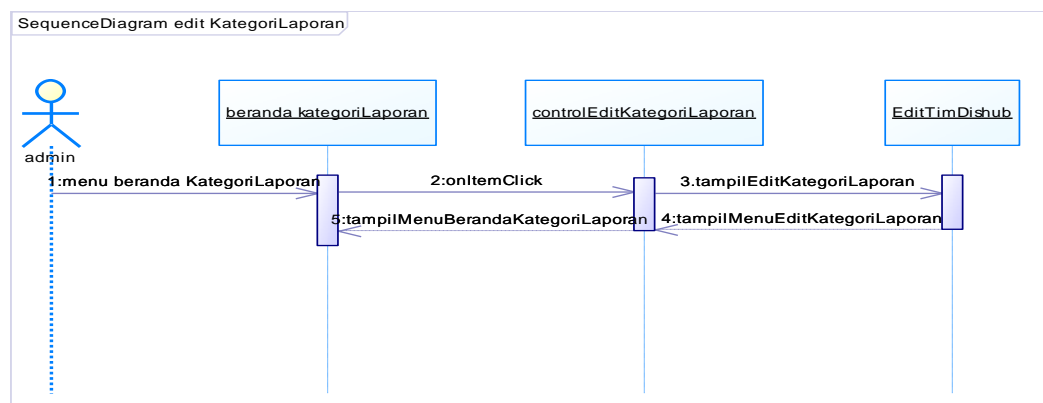 SequenceDiagram edit KategoriLaporan
beranda kategoriLaporan
controlEditKategoriLaporan
EditTimDishub
admin
1:menu beranda KategoriLaporan
2:onItemClick
3.tampilEditKategoriLaporan
5:tampilMenuBerandaKategoriLaporan
4:tampilMenuEditKategoriLaporan